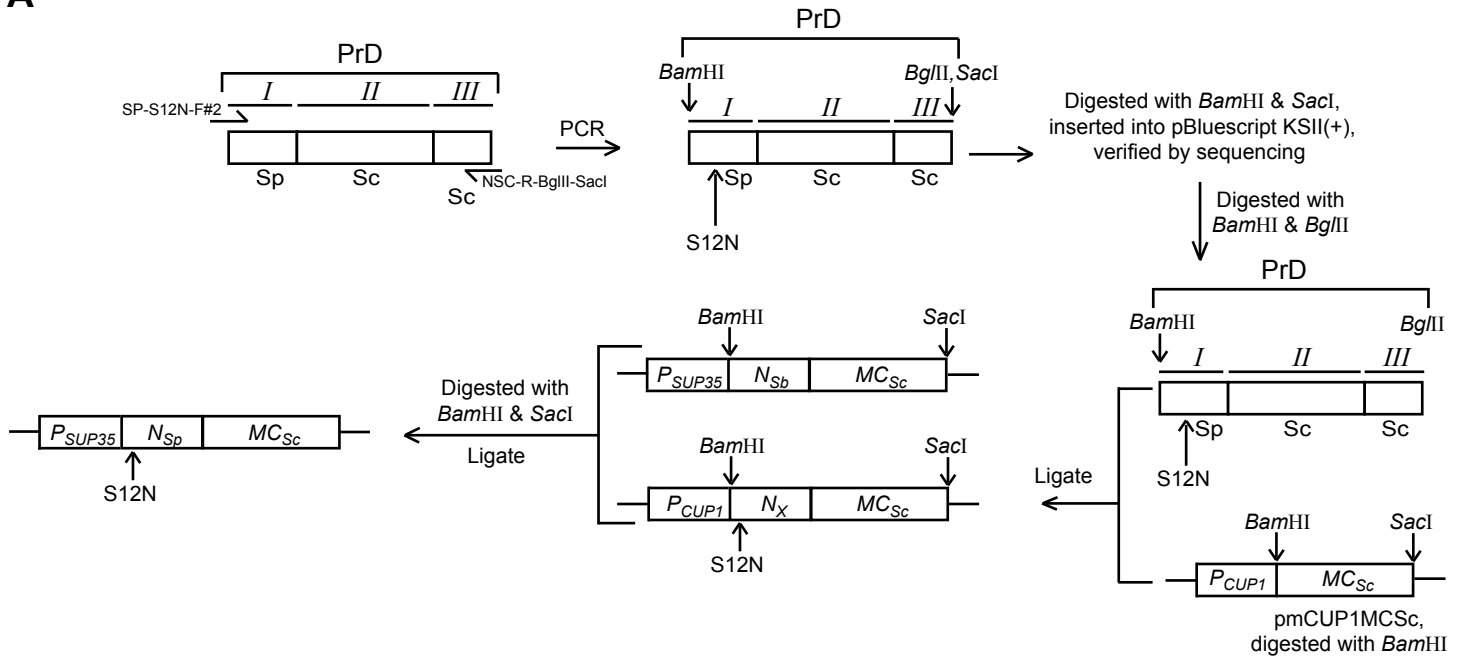 A
PrD
I II III
SP-S12N-F#2
Sp Sc Sc
NSC-R-BglII-SacI
PCR
PrD
BamHI BglII,SacI
I II III
Sp Sc Sc
S12N
Digested with BamHI & SacI,
inserted into pBluescript KSII(+),
verified by sequencing
Digested with
BamHI & BglII
PrD
BamHI BglII
I II III
Sp Sc Sc
S12N
BamHI SacI
PCUP1 MCSc
pmCUP1MCSc,
digested with BamHI
Ligate
BamHI SacI
PSUP35 NSb MCSc
BamHI SacI
PCUP1 NX MCSc
S12N
Digested with
BamHI & SacI
Ligate
PSUP35 NSp MCSc
S12N